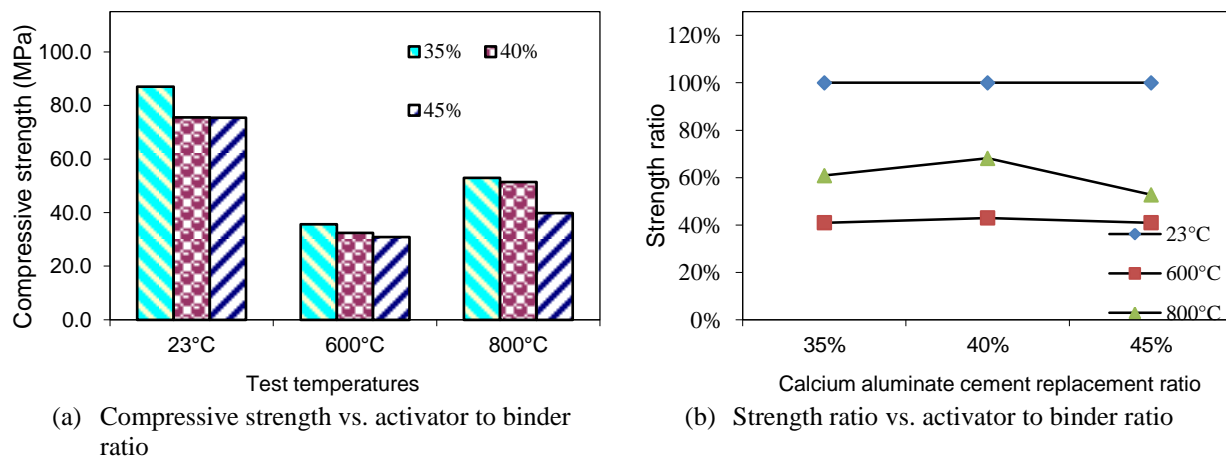 Compressive strength (MPa)
100.0
80.0
60.0
40.0
20.0
0.0
35%
40%
45%
23°C
600°C
800°C
Test temperatures
(a) Compressive strength vs. activator to binder
ratio
Strength ratio
120%
100%
80%
60%
40%
20%
0%
23°C
600°C
800°C
35%
40%
45%
Calcium aluminate cement replacement ratio
(b) Strength ratio vs. activator to binder ratio